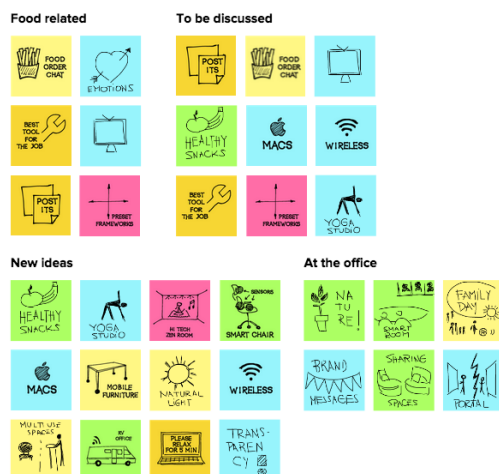 Food related
FOOD
ORDER
CHAT
EMOTIONS
BEST
TOOL
FOR
THE JOB
POST
ITS
PRESET
FRAMEWORKS
To be discussed
POST
ITS
FOOD
ORDER
CHAT
HEALTHY
SNACKS
MACS
WIRELESS
BEST
TOOL
FOR
THE JOB
PRESET
FRAMEWORKS
YOGA
STUDIO
New ideas
HEALTHY
SNACKS
YOGA
STUDIO
HI TECH
ZEN ROOM
SENSORS
SMART CHAIR
MACS
MOBILE
FURNITURE
NATURAL
LIGHT
WIRELESS
MULTI USE
SPACES
RV
OFFICE
PLEASE
RELAX
FOR 5 MIN
TRANS-
PAREN
CY
At the office
NA
TU
RE!
SMART
ROOM
FAMILY
DAY
BRAND
MESSAGES
SHARING
SPACES
PORTAL